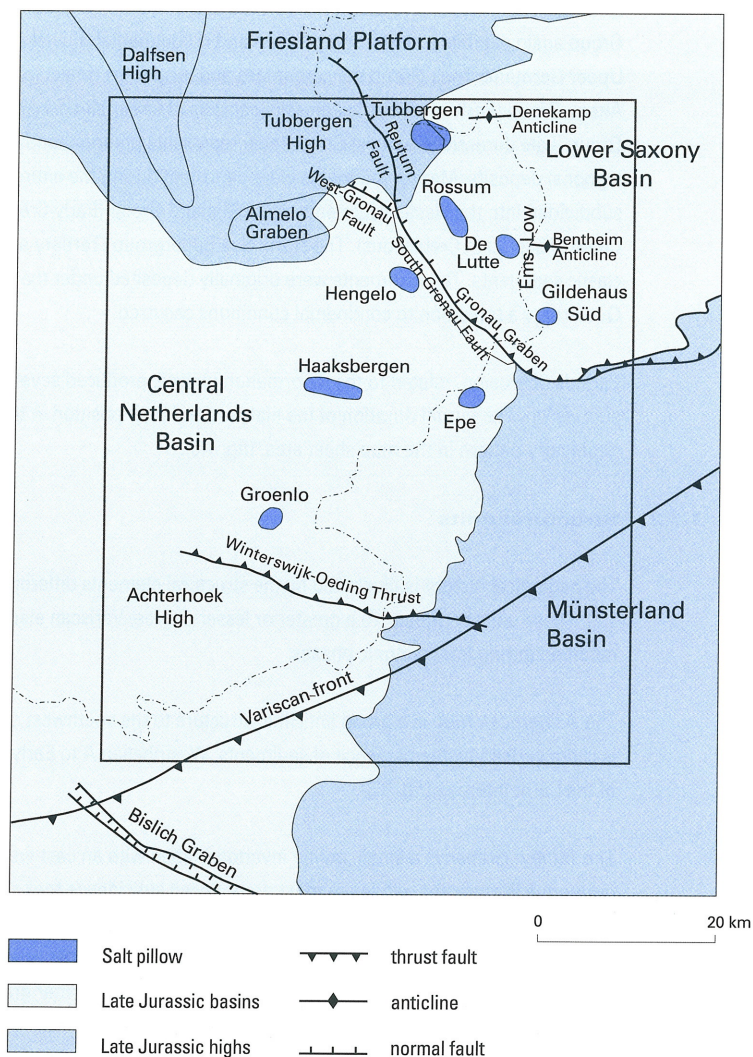 Friesland Platform
Dalfsen
High
Tubbergen
Denekamp
Anticline
Tubbergen
High
Reutum
Fault
Lower Saxony
Basin
West-Gronau
Fault
Rossum
Almelo
Graben
De
Lutte
Ems Low
Bentheim
Anticline
South Gronau Fault
Hengelo
Gronau Graben
Gildehaus
Süd
Haaksbergen
Central
Netherlands
Basin
Epe
Groenlo
Winterswijk-Oeding Thrust
Achterhoek
High
Münsterland
Basin
Variscan front
Bislich Graben
0 20 km
Salt pillow
thrust fault
Late Jurassic basins
anticline
Late Jurassic highs
normal fault